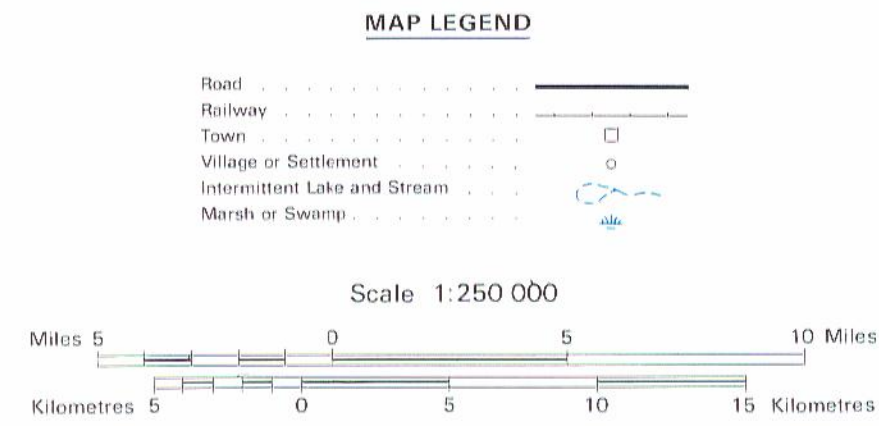 MAP LEGEND
Road . . . . . . . . . . . .
Railway . . . . . . . . . . .
Town . . . . . . . . . . . .
Village or Settlement . . . . . .
Intermittent Lake and Stream . . .
Marsh or Swamp . . . . . . . .
Scale 1:250 000
Miles 5 0 5 10 Miles
Kilometres 5 0 5 10 15 Kilometres